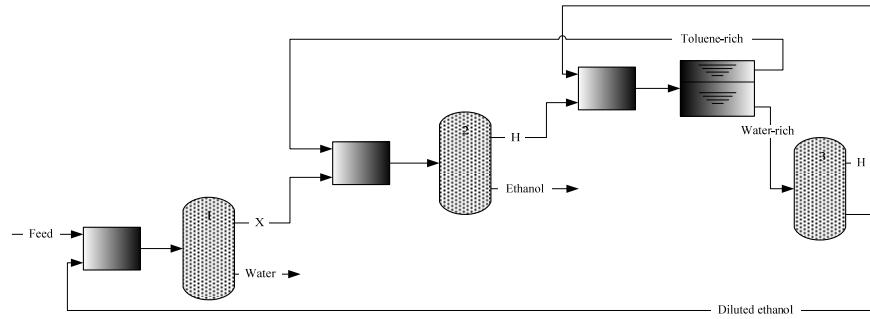 Toluene-rich
2
H
Water-rich
3
H
Ethanol
1
X
Feed
Water
Diluted ethanol